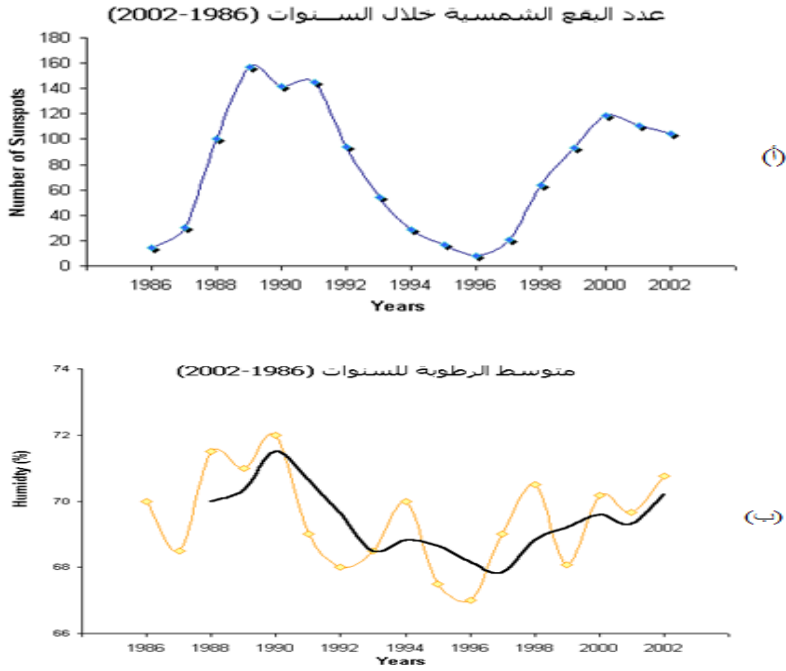 عدد البقع الشمسية خلال السـنوات (1986-2002)
180
160
140
120
100
80
60
40
20
0
Number of Sunspots
1986 1988 1990 1992 1994 1996 1998 2000 2002
Years
(أ)
متوسط الرطوبة للسنوات (1986-2002)
74
72
70
68
66
Humidty (%)
1986 1988 1990 1992 1994 1996 1998 2000 2002
Years
(ب)